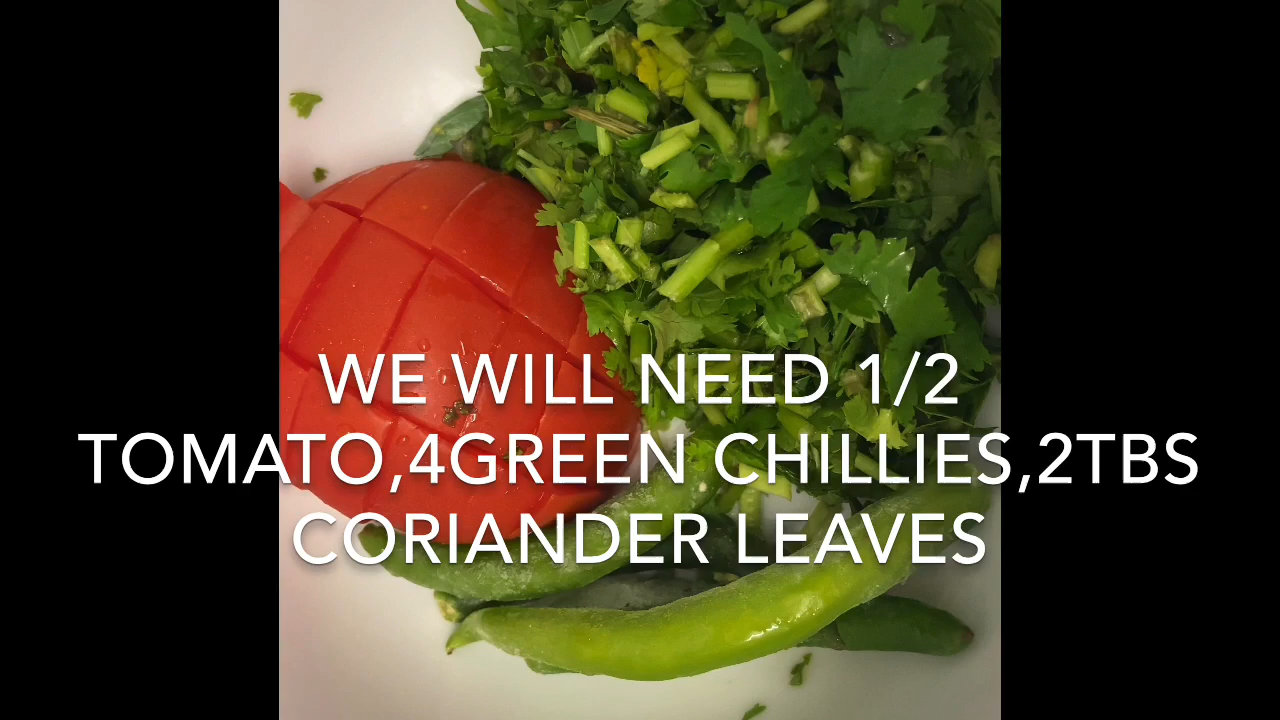 WE WILL NEED 1/2
TOMATO,4GREEN CHILLIES,2TBS
CORIANDER LEAVES